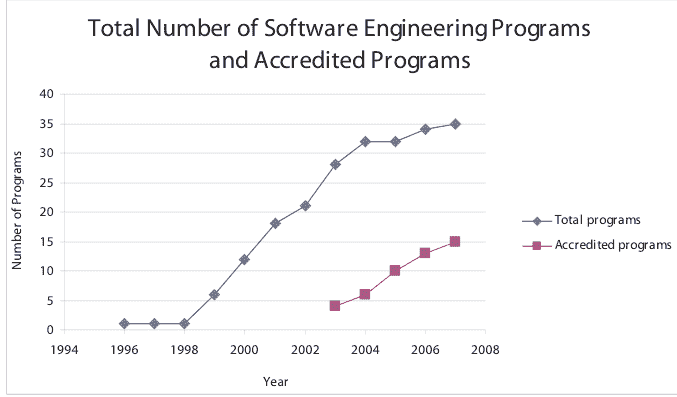 Total Number of Software Engineering Programs
and Accredited Programs
40
35
30
25
20
15
10
5
0
Number of Programs
1994 1996 1998 2000 2002 2004 2006 2008
Year
Total programs
Accredited programs